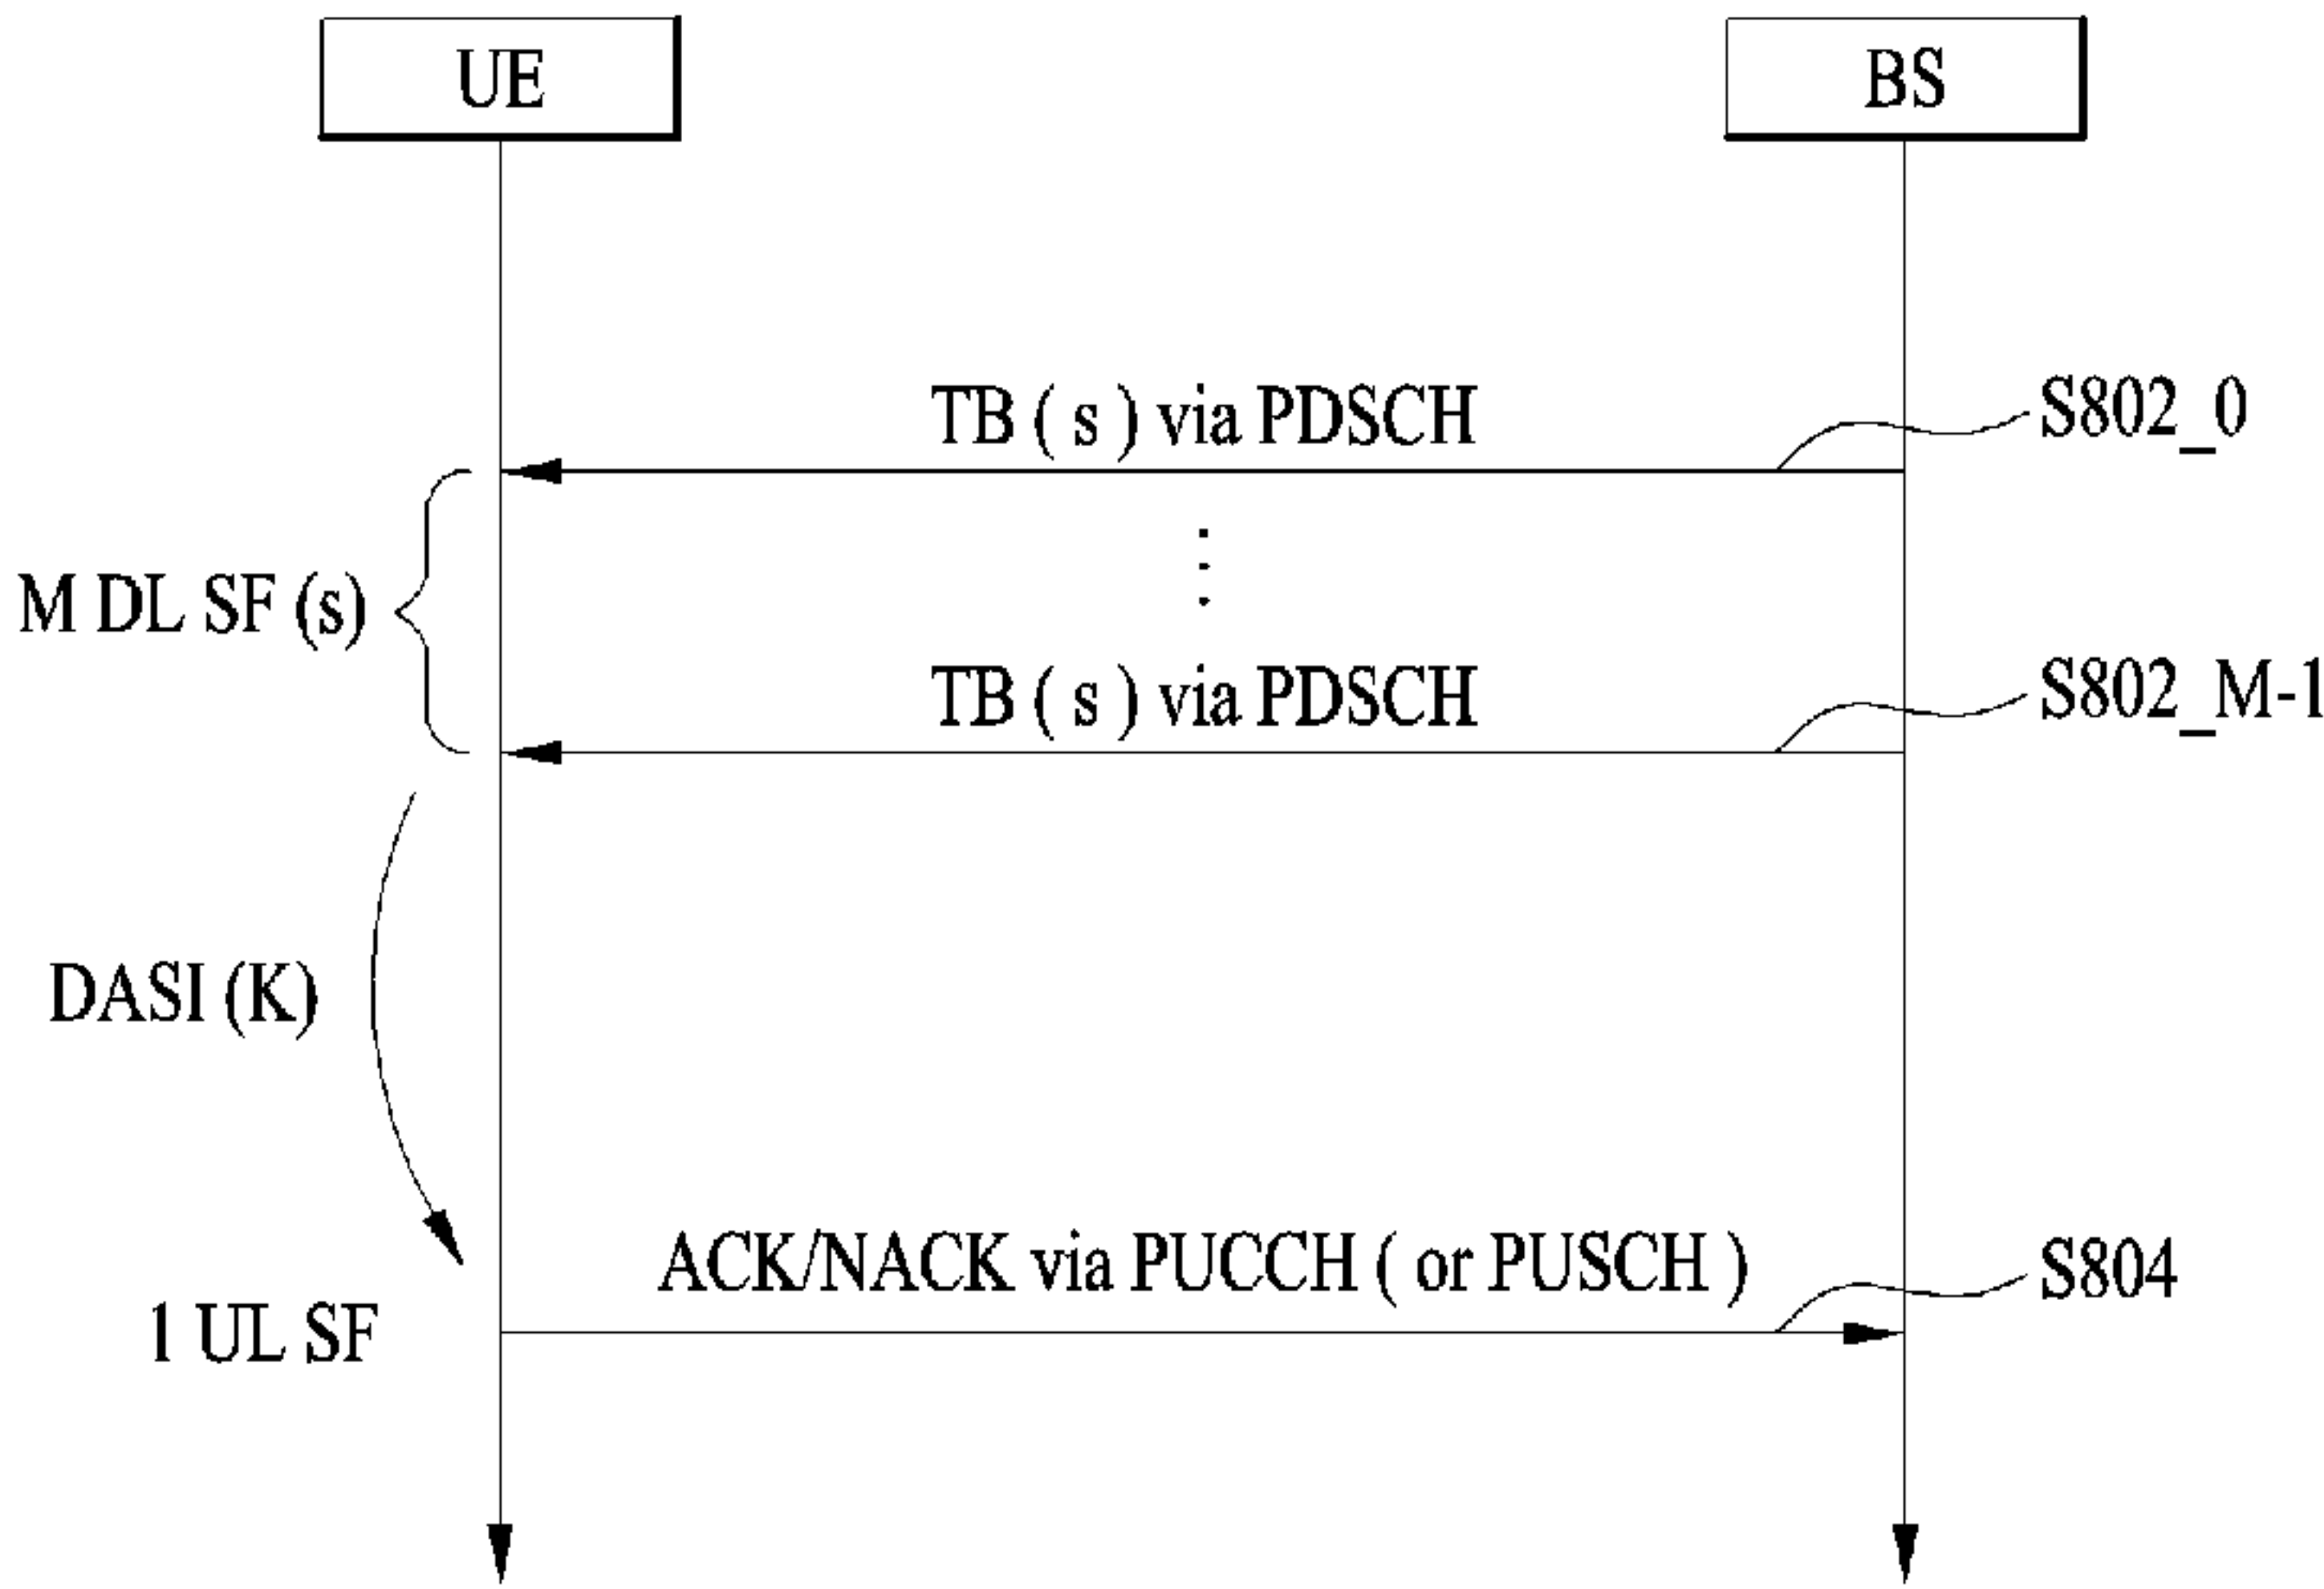 UE
BS
TB ( s ) via PDSCH
S802_0
M DL SF (s)
TB ( s ) via PDSCH
S802_M-1
DASI (K)
ACK/NACK via PUCCH ( or PUSCH )
S804
1 UL SF